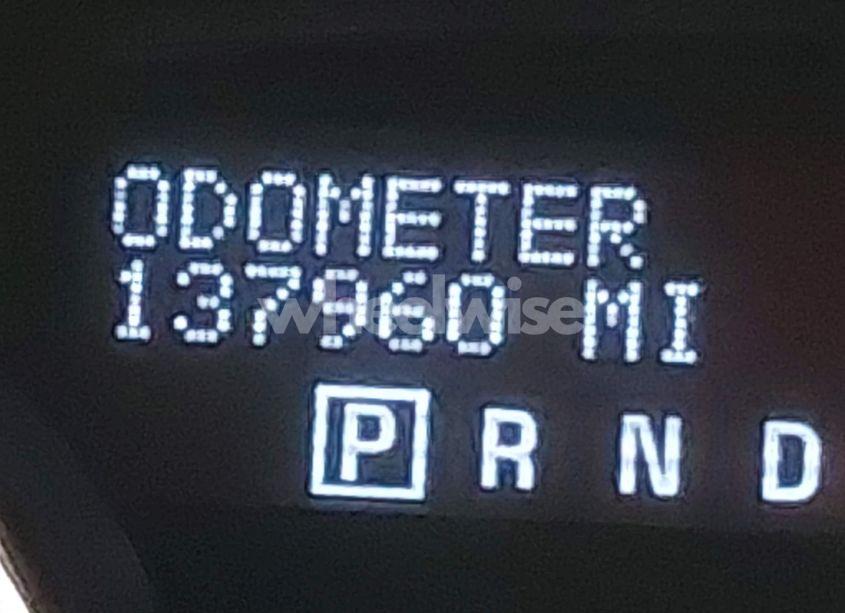 ODOMETER
137960 MI
wheelwise
P R N D